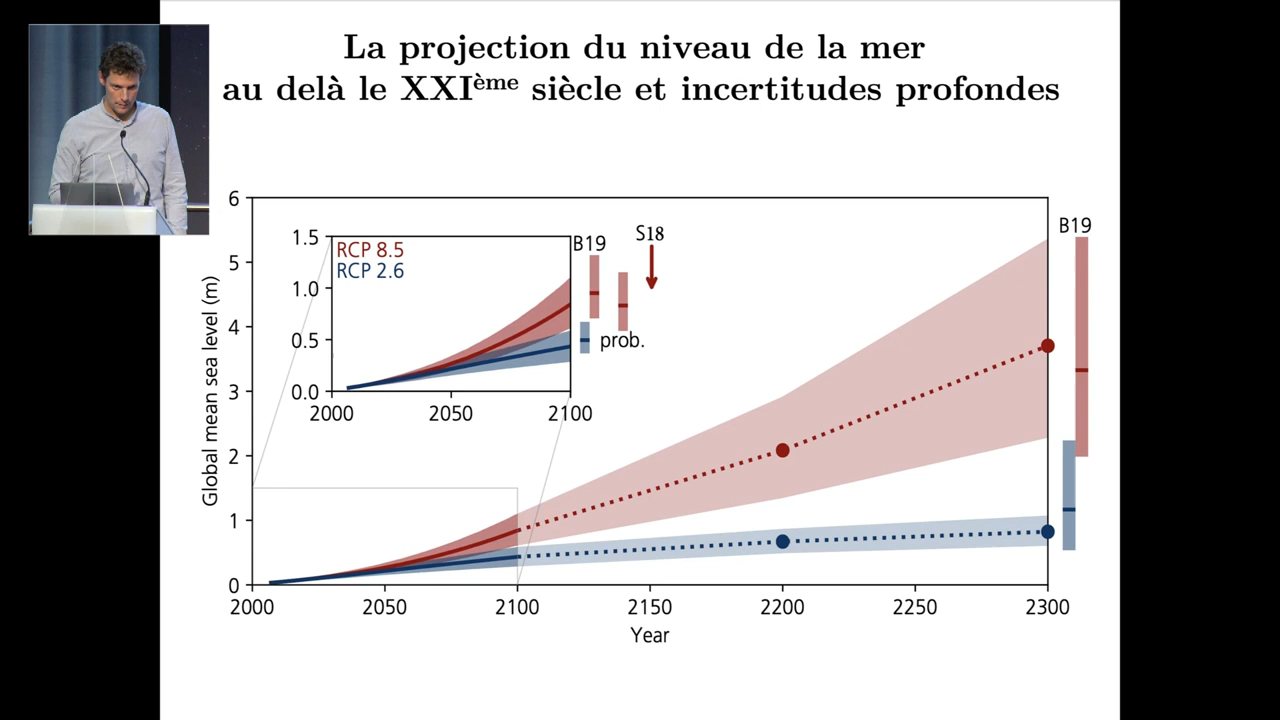 La projection du niveau de la mer
au delà le XXIème siècle et incertitudes profondes
6
5
4
3
2
1
0
Global mean sea level (m)
2000
2050
2100
2150
2200
2250
2300
Year
1.5
1.0
0.5
0.0
2000
2050
2100
RCP 8.5
RCP 2.6
B19
S18
prob.
B19